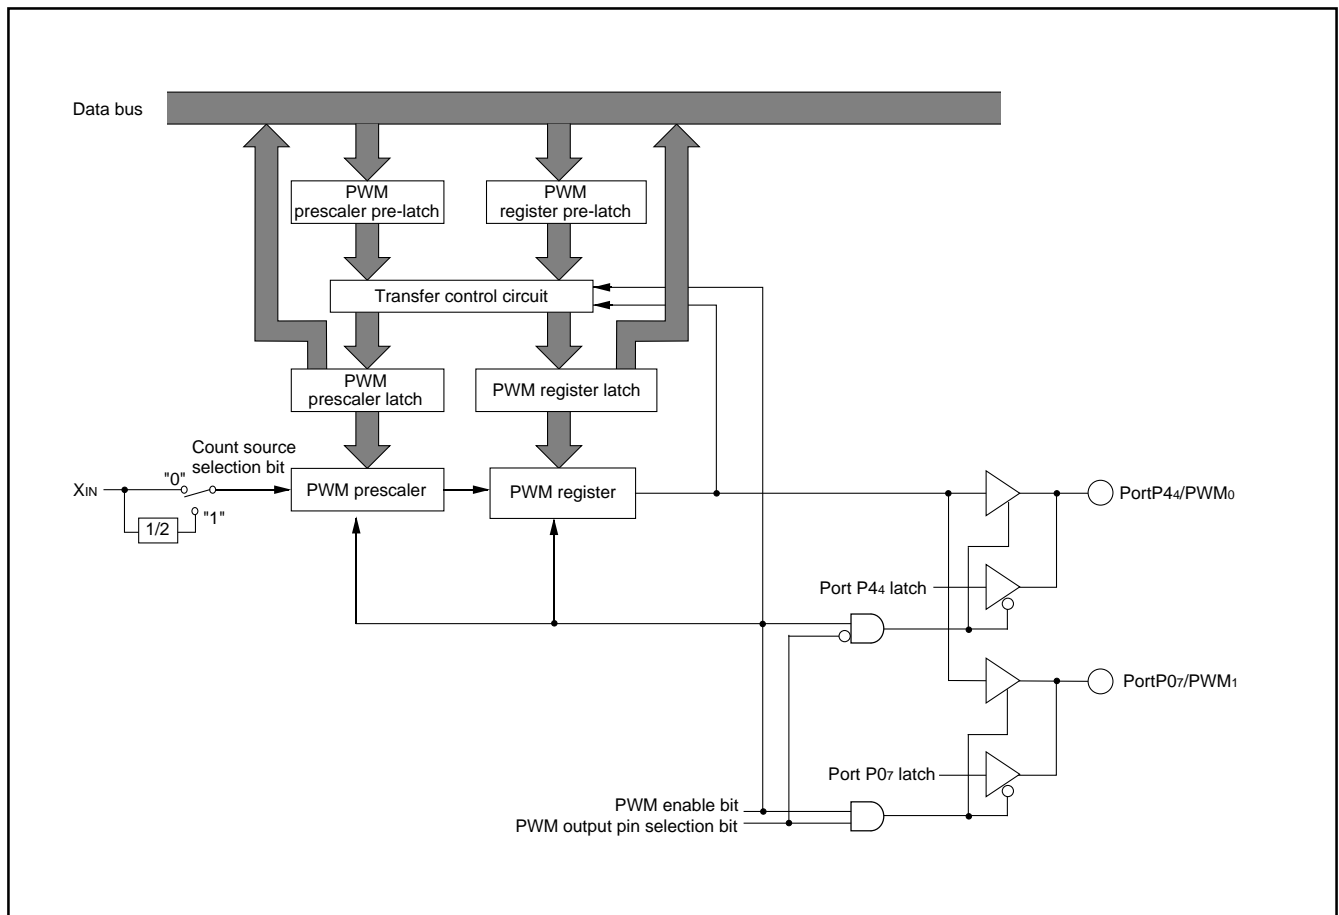 Data bus
PWM
prescaler pre-latch
PWM
register pre-latch
Transfer control circuit
PWM
prescaler latch
PWM register latch
Count source
selection bit
XIN
"0"
"1"
1/2
PWM prescaler
PWM register
PortP44/PWM0
Port P44 latch
PortP07/PWM1
Port P07 latch
PWM enable bit
PWM output pin selection bit